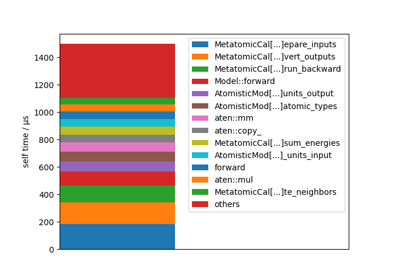 1400
1200
1000
800
600
400
200
0
self time / µs
MetatomicCal[...]epare_inputs
MetatomicCal[...]vert_outputs
MetatomicCal[...]run_backward
Model::forward
AtomisticMod[...]units_output
AtomisticMod[...]atomic_types
aten::mm
aten::copy_
MetatomicCal[...]sum_energies
AtomisticMod[...]_units_input
forward
aten::mul
MetatomicCal[...]te_neighbors
others